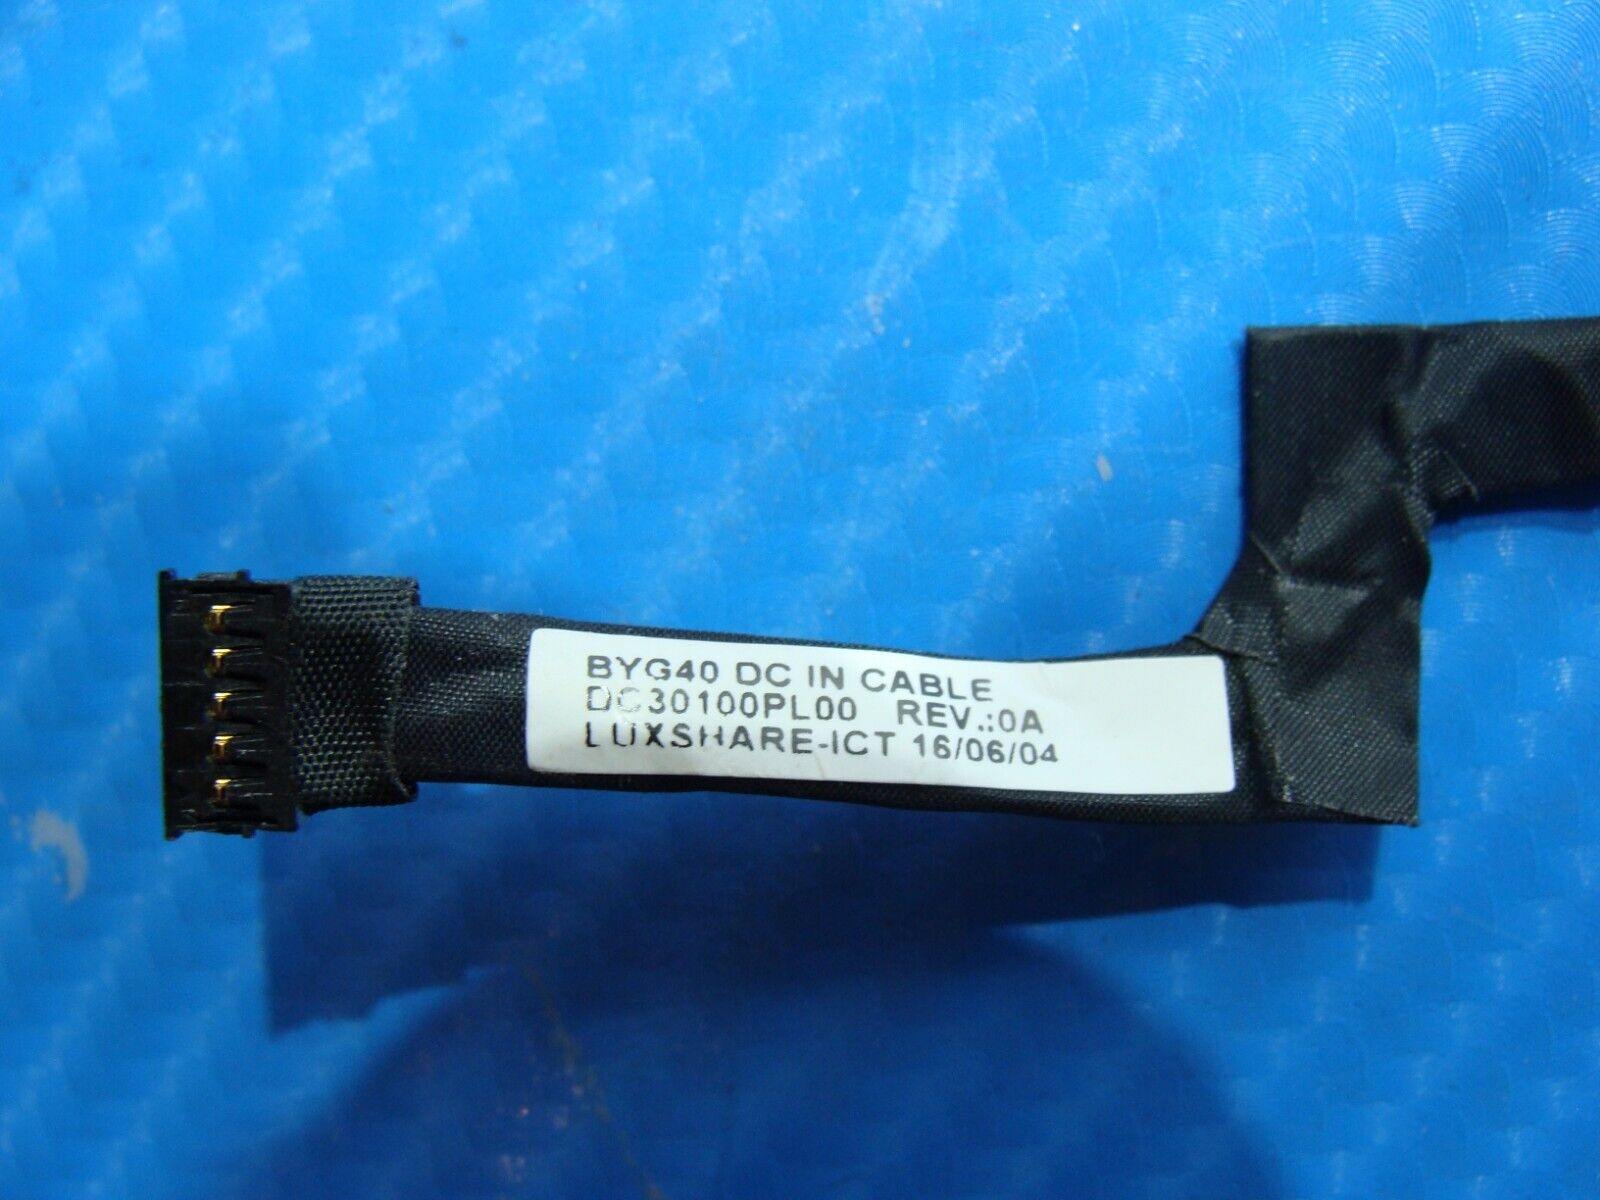 BYG40 DC IN CABLE
DC30100PL00 REV.:0A
LUXSHARE-ICT 16/06/04